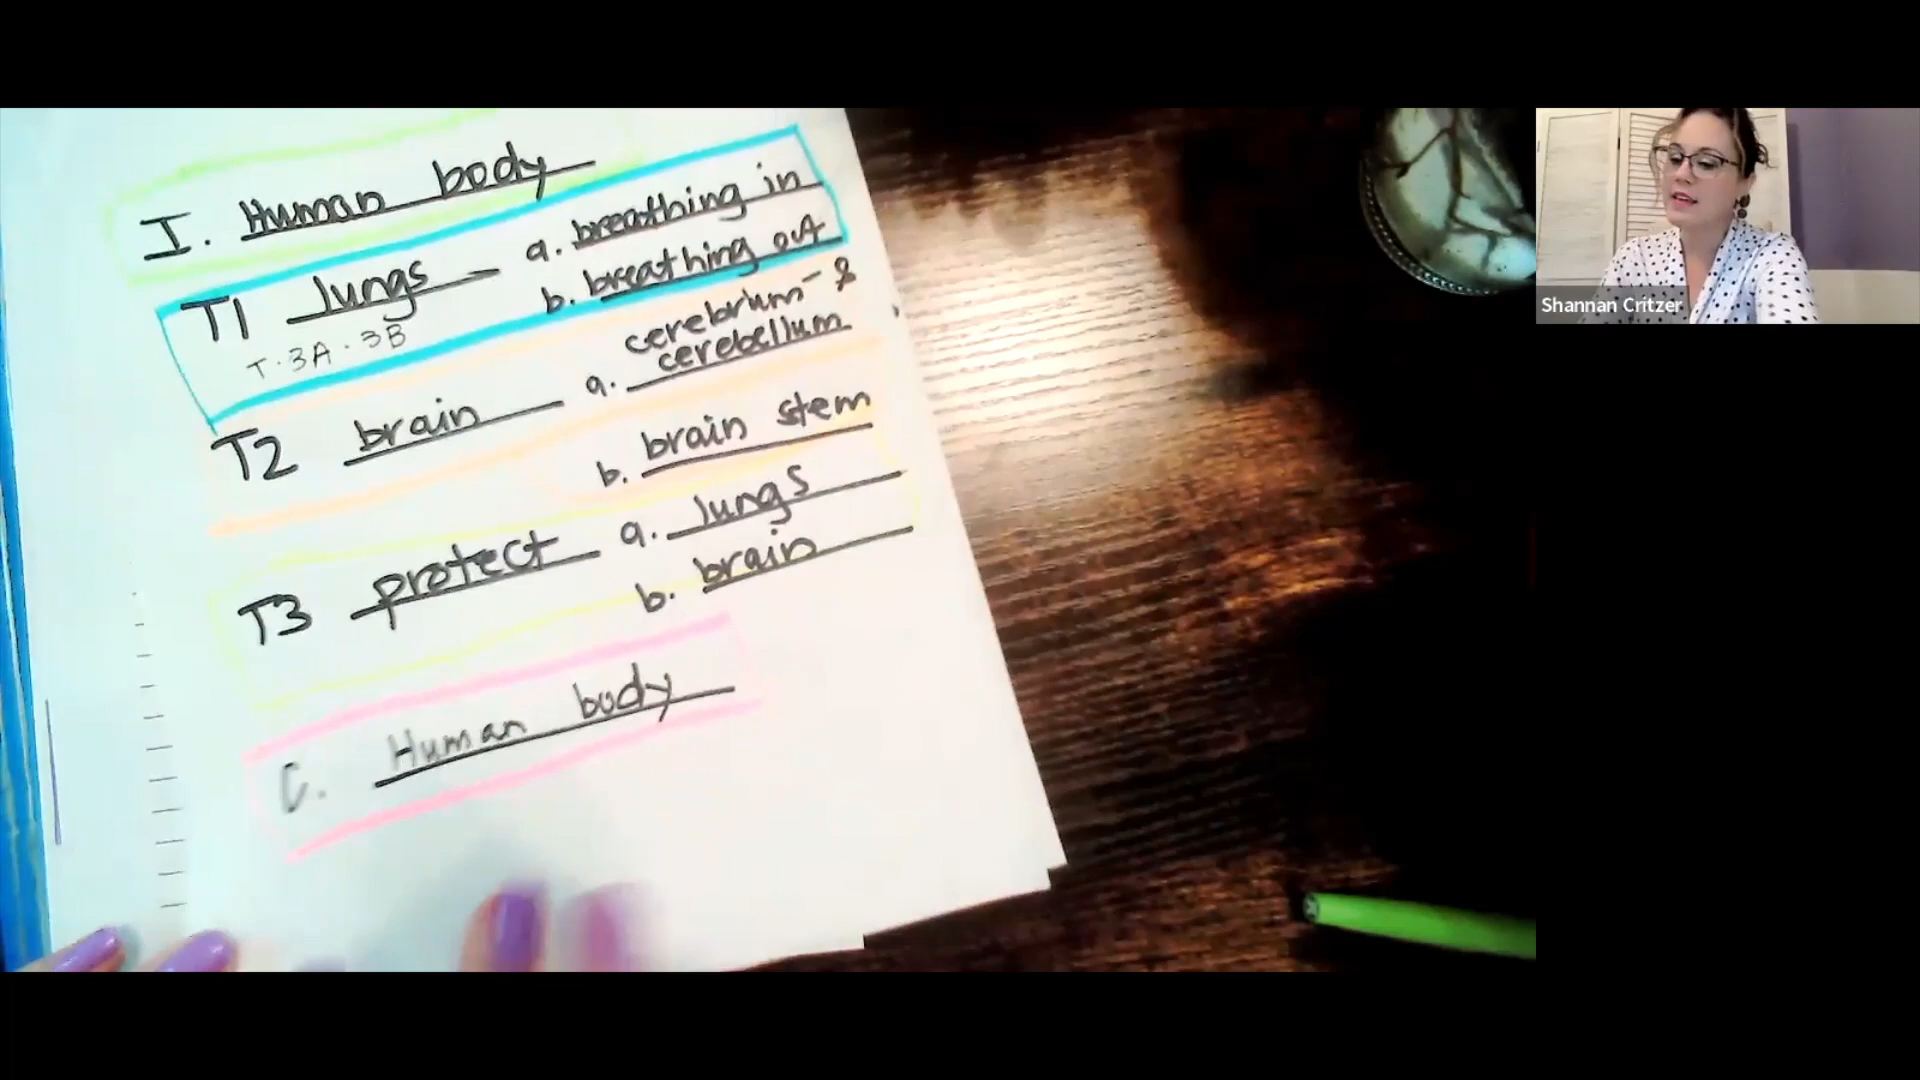 I. Human body
T1 lungs a. breathing in
b. breathing out
T. 3A. 3B
cerebrum - &
T2 brain a. cerebellum
b. brain stem
T3 protect a. lungs
b. brain
C. Human body
Shannan Critzer